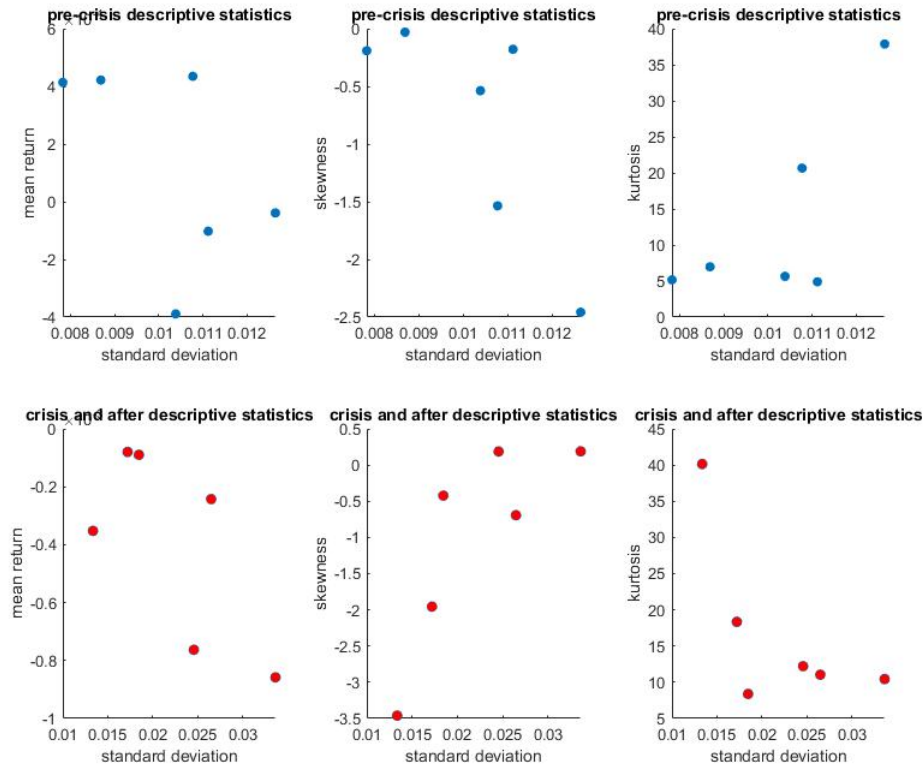 pre-crisis descriptive statistics
6
4
2
0
-2
-4
mean return
0.008 0.009 0.01 0.011 0.012
standard deviation
pre-crisis descriptive statistics
0
-0.5
-1
-1.5
-2
-2.5
skewness
0.008 0.009 0.01 0.011 0.012
standard deviation
pre-crisis descriptive statistics
40
35
30
25
20
15
10
5
0
kurtosis
0.008 0.009 0.01 0.011 0.012
standard deviation
crisis and after descriptive statistics
0
-0.2
-0.4
-0.6
-0.8
-1
mean return
0.01 0.015 0.02 0.025 0.03
standard deviation
crisis and after descriptive statistics
0.5
0
-0.5
-1
-1.5
-2
-2.5
-3
-3.5
skewness
0.01 0.015 0.02 0.025 0.03
standard deviation
crisis and after descriptive statistics
45
40
35
30
25
20
15
10
5
kurtosis
0.01 0.015 0.02 0.025 0.03
standard deviation